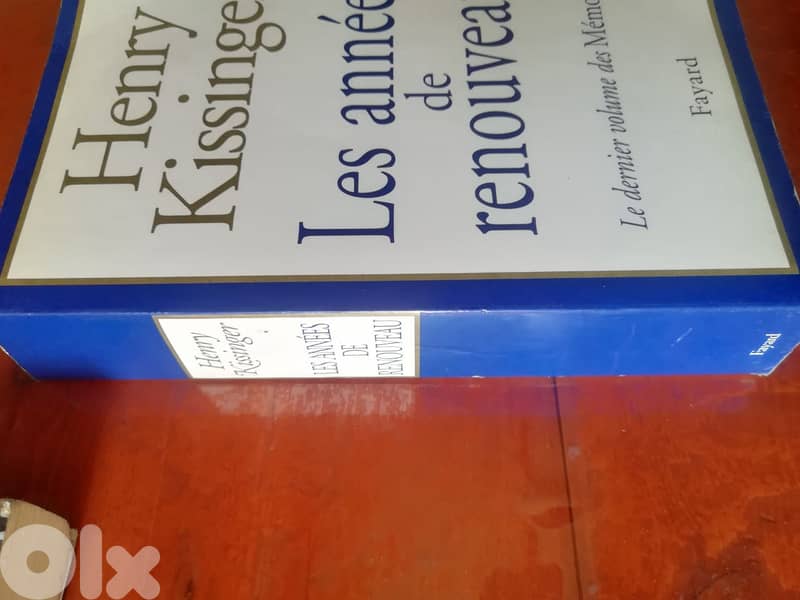 Henry
Kissinge
Les année
de
renouvea
Le dernier volume des Mémo
Fayard
Henry
Kissinger
LES ANNÉES
DE
RENOUVEAU
Fayard
olx